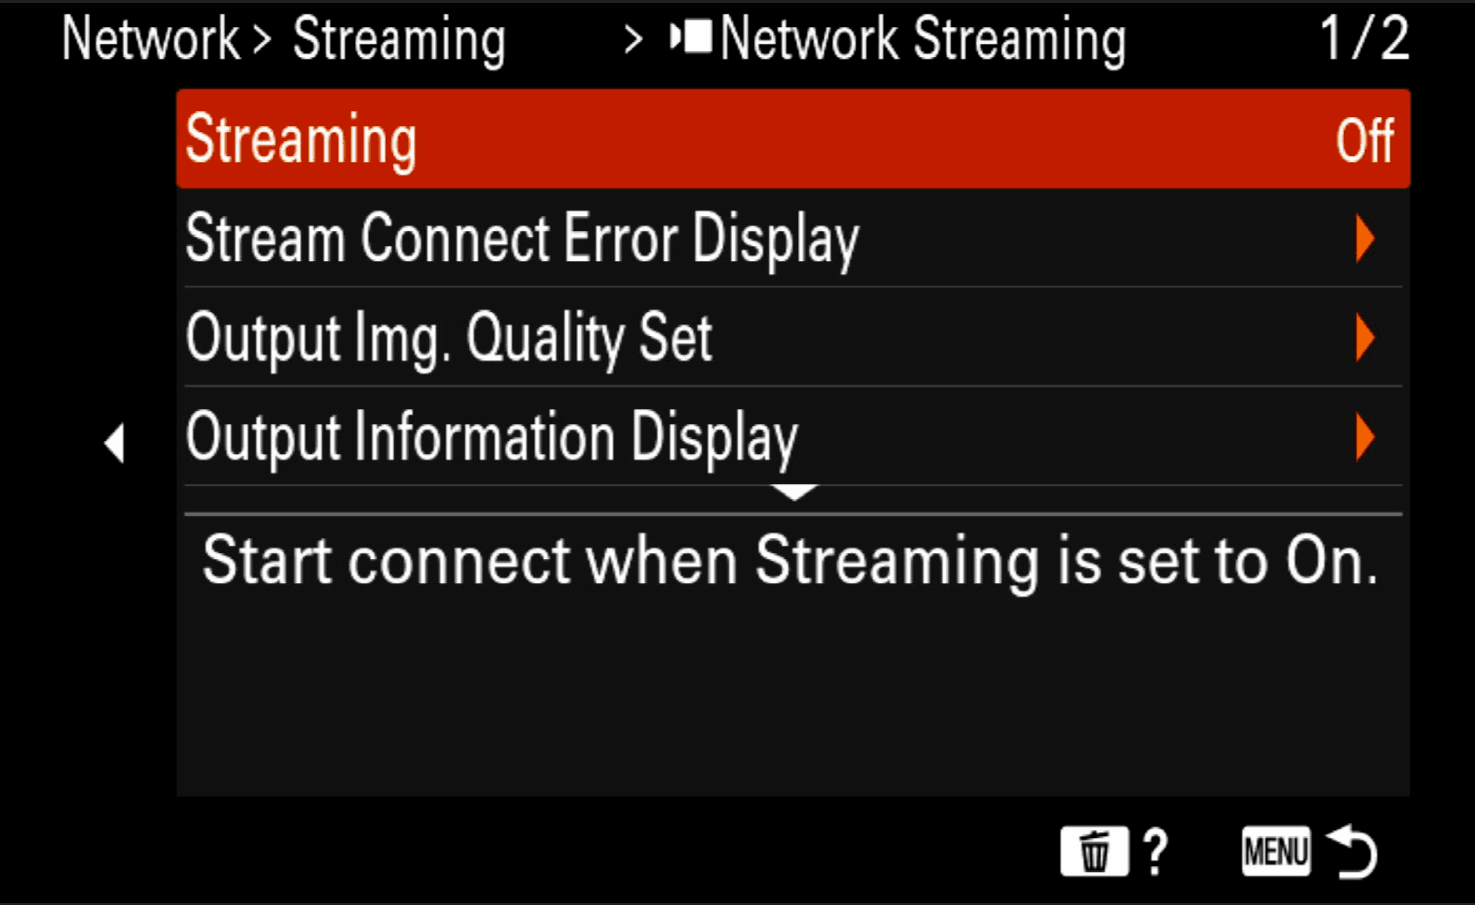 Network > Streaming > Network Streaming 1/2
Streaming Off
Stream Connect Error Display
Output Img. Quality Set
Output Information Display
Start connect when Streaming is set to On.
? MENU